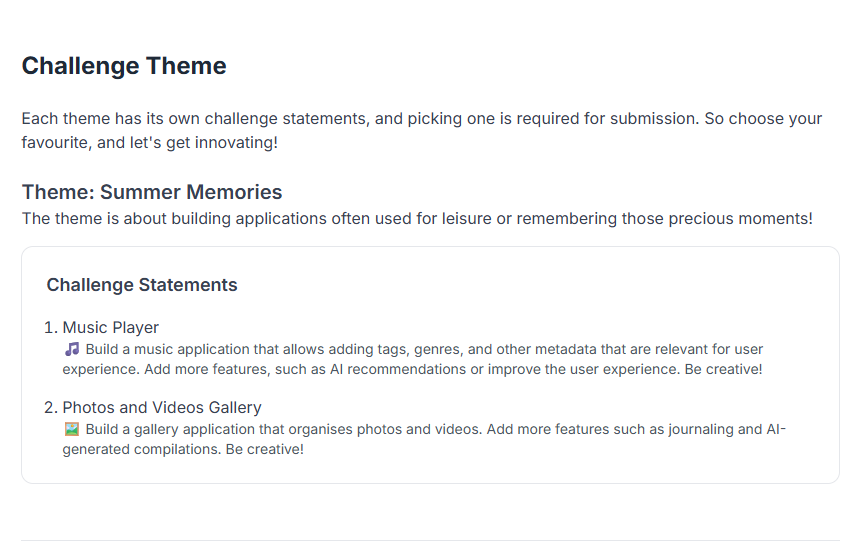 Challenge Theme
Each theme has its own challenge statements, and picking one is required for submission. So choose your
favourite, and let's get innovating!
Theme: Summer Memories
The theme is about building applications often used for leisure or remembering those precious moments!
Challenge Statements
1. Music Player
🎵 Build a music application that allows adding tags, genres, and other metadata that are relevant for user
experience. Add more features, such as AI recommendations or improve the user experience. Be creative!
2. Photos and Videos Gallery
🖼️ Build a gallery application that organises photos and videos. Add more features such as journaling and AI-
generated compilations. Be creative!